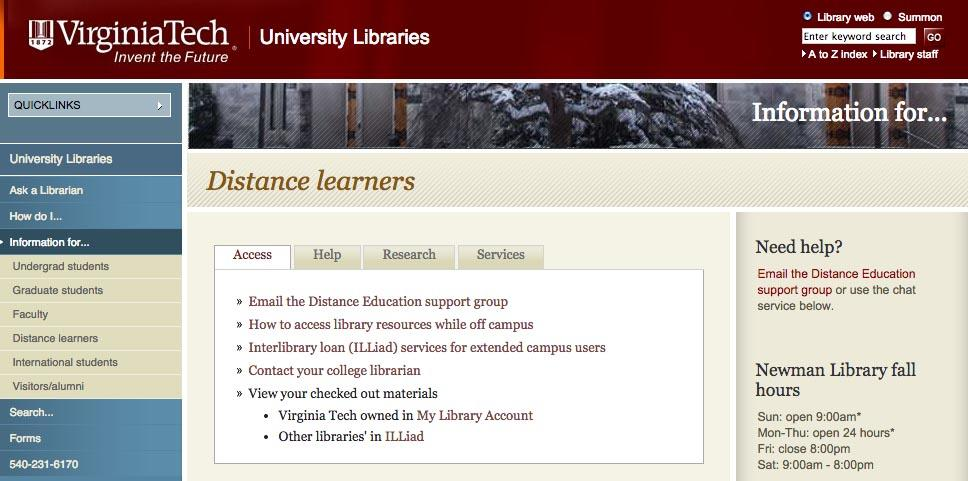 1872
VirginiaTech
Invent the Future
University Libraries
Library web
Summon
Enter keyword search
GO
A to Z index
Library staff
QUICKLINKS
University Libraries
Ask a Librarian
How do I...
Information for...
Undergrad students
Graduate students
Faculty
Distance learners
International students
Visitors/alumni
Search...
Forms
540-231-6170
Information for...
Distance learners
Access
Help
Research
Services
» Email the Distance Education support group
» How to access library resources while off campus
» Interlibrary loan (ILLiad) services for extended campus users
» Contact your college librarian
» View your checked out materials
• Virginia Tech owned in My Library Account
• Other libraries' in ILLiad
Need help?
Email the Distance Education
support group or use the chat
service below.
Newman Library fall
hours
Sun: open 9:00am*
Mon-Thu: open 24 hours*
Fri: close 8:00pm
Sat: 9:00am - 8:00pm